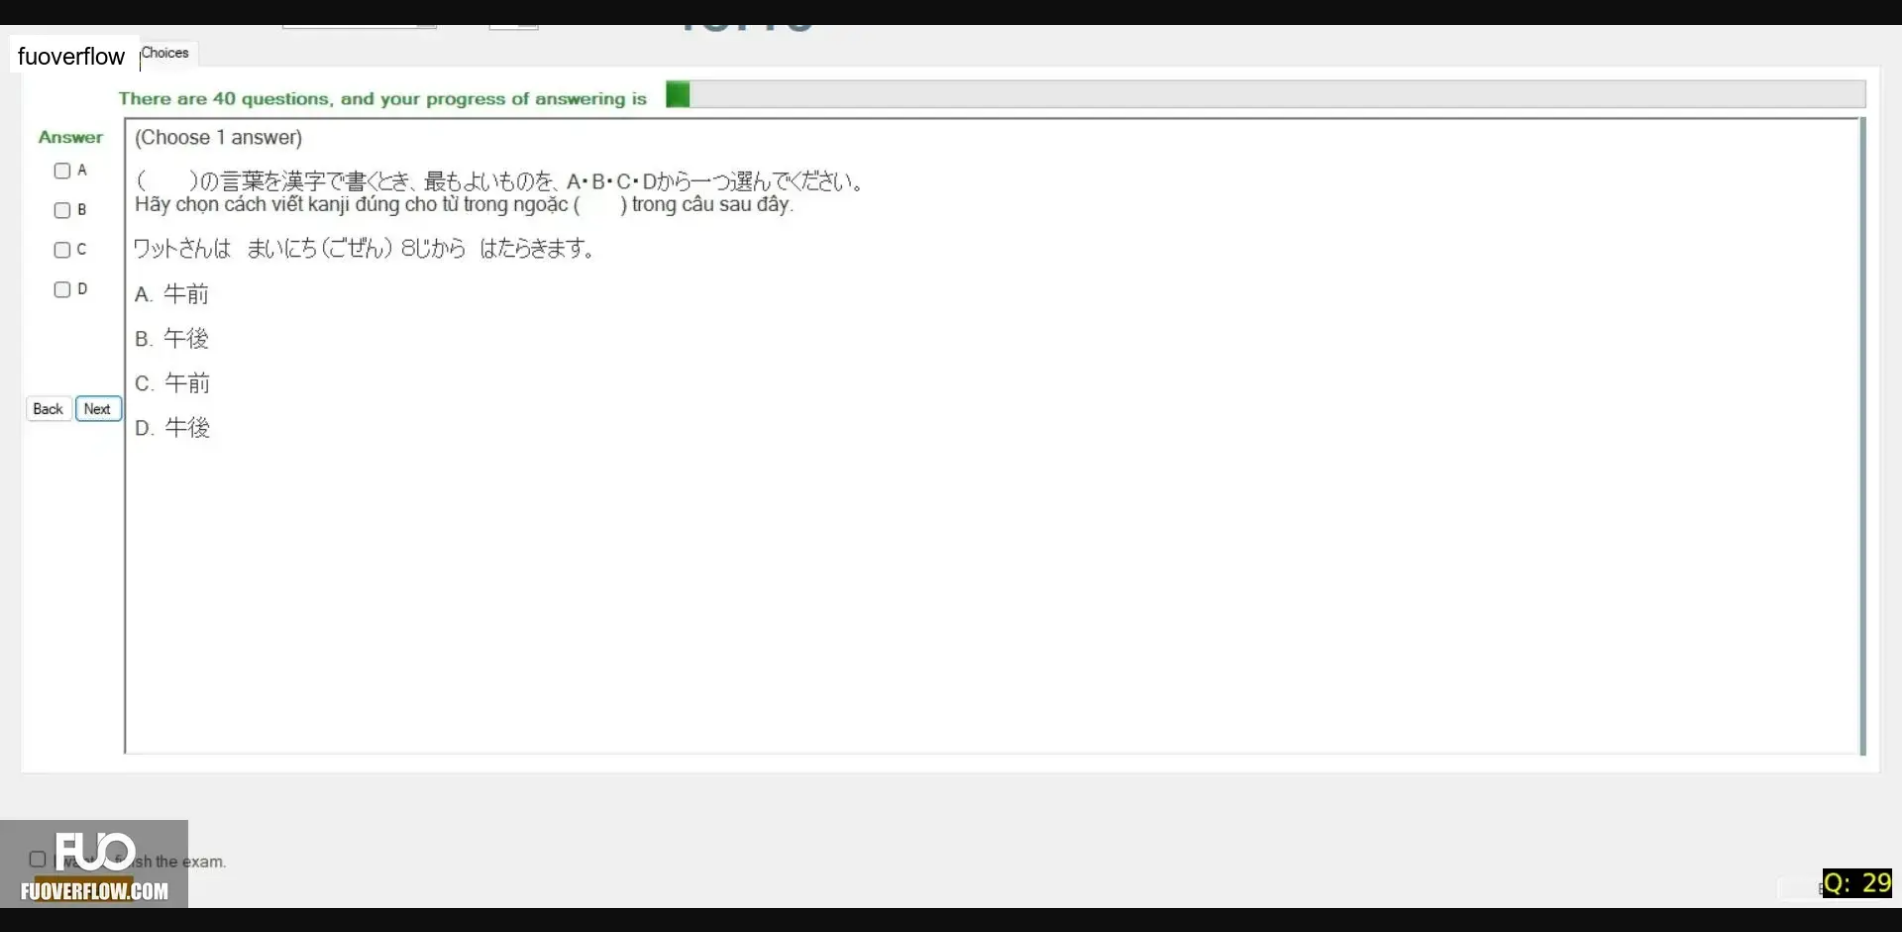 fuoverflow
Choices
There are 40 questions, and your progress of answering is
Answer
(Choose 1 answer)
A
B
C
D
(　　)の言葉を漢字で書くとき、最もよいものを、A・B・C・Dから一つ選んでください。
Hãy chọn cách viết kanji đúng cho từ trong ngoặc (　　) trong câu sau đây.
ワットさんは　まいにち（ごぜん）８じから　はたらきます。
A. 牛前
B. 午後
C. 午前
D. 牛後
Back
Next
FUO
the exam.
FUOVERFLOW.COM
Q: 29